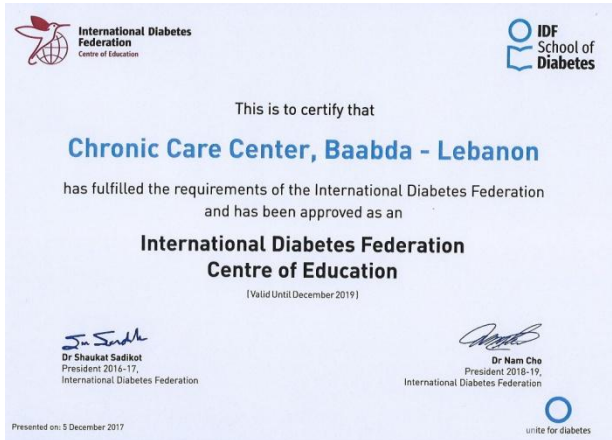 International Diabetes
Federation
Centre of Education
IDF
School of
Diabetes
This is to certify that
Chronic Care Center, Baabda - Lebanon
has fulfilled the requirements of the International Diabetes Federation
and has been approved as an
International Diabetes Federation
Centre of Education
(Valid Until December 2019)
Dr Shaukat Sadikot
President 2016-17,
International Diabetes Federation
Dr Nam Cho
President 2018-19,
International Diabetes Federation
Presented on: 5 December 2017
unite for diabetes